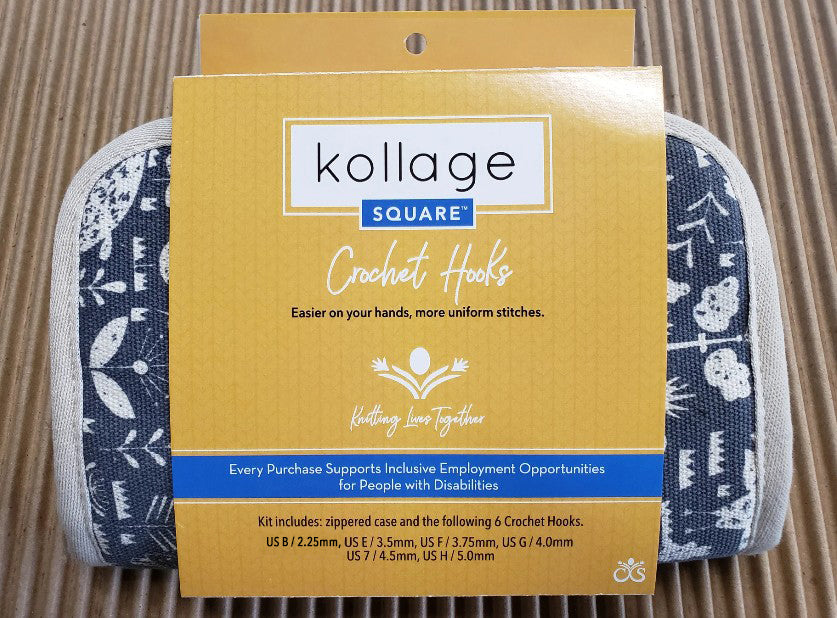 kollage
SQUARE™
Crochet Hooks
Easier on your hands, more uniform stitches.
Knitting Lives Together
Every Purchase Supports Inclusive Employment Opportunities
for People with Disabilities
Kit includes: zippered case and the following 6 Crochet Hooks.
US B / 2.25mm, US E / 3.5mm, US F / 3.75mm, US G / 4.0mm
US 7 / 4.5mm, US H / 5.0mm
CS